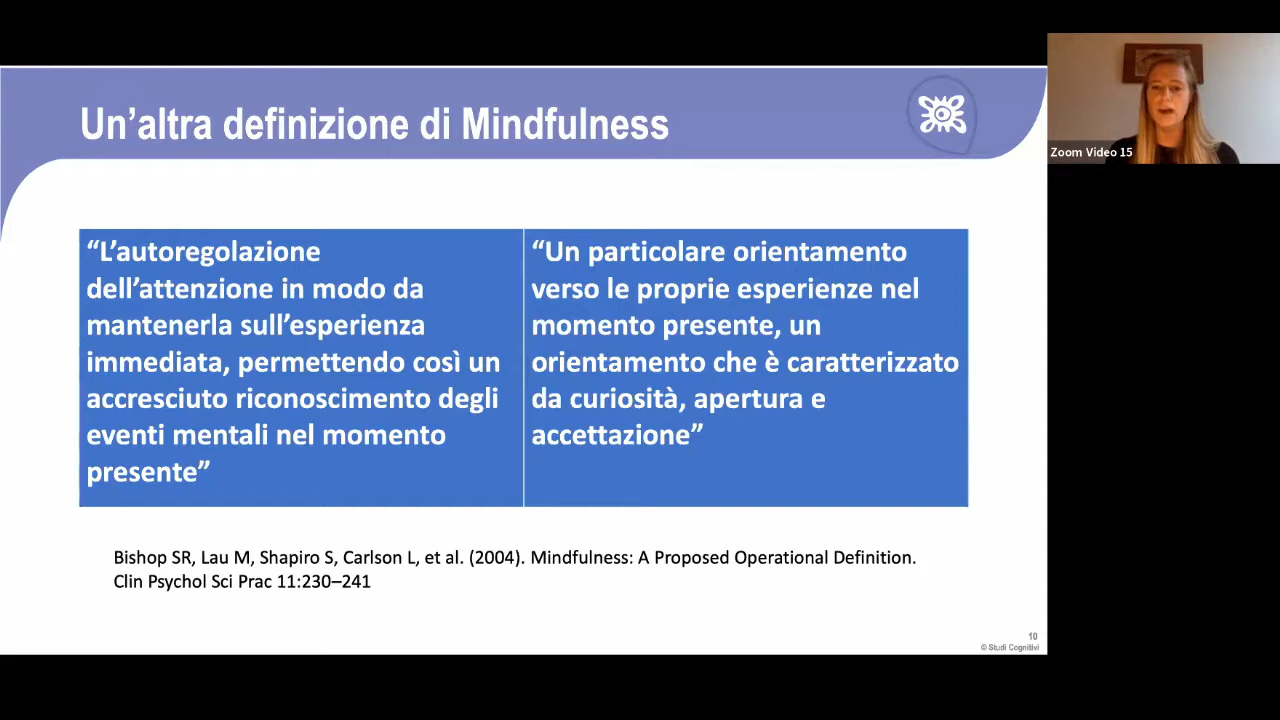 Un’altra definizione di Mindfulness
Zoom Video 15
“L’autoregolazione
dell’attenzione in modo da
mantenerla sull’esperienza
immediata, permettendo così un
accresciuto riconoscimento degli
eventi mentali nel momento
presente”
“Un particolare orientamento
verso le proprie esperienze nel
momento presente, un
orientamento che è caratterizzato
da curiosità, apertura e
accettazione”
Bishop SR, Lau M, Shapiro S, Carlson L, et al. (2004). Mindfulness: A Proposed Operational Definition.
Clin Psychol Sci Prac 11:230–241
10
© Studi Cognitivi